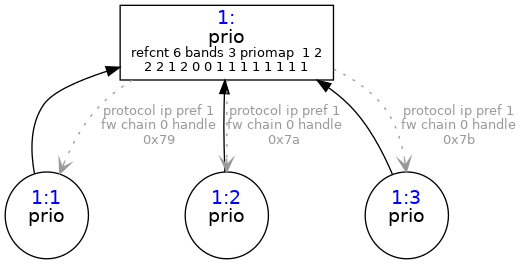 1:
prio
refcnt 6 bands 3 priomap  1 2
2 2 1 2 0 0 1 1 1 1 1 1 1 1
protocol ip pref 1
fw chain 0 handle
0x79
protocol ip pref 1
fw chain 0 handle
0x7a
protocol ip pref 1
fw chain 0 handle
0x7b
1:1
prio
1:2
prio
1:3
prio